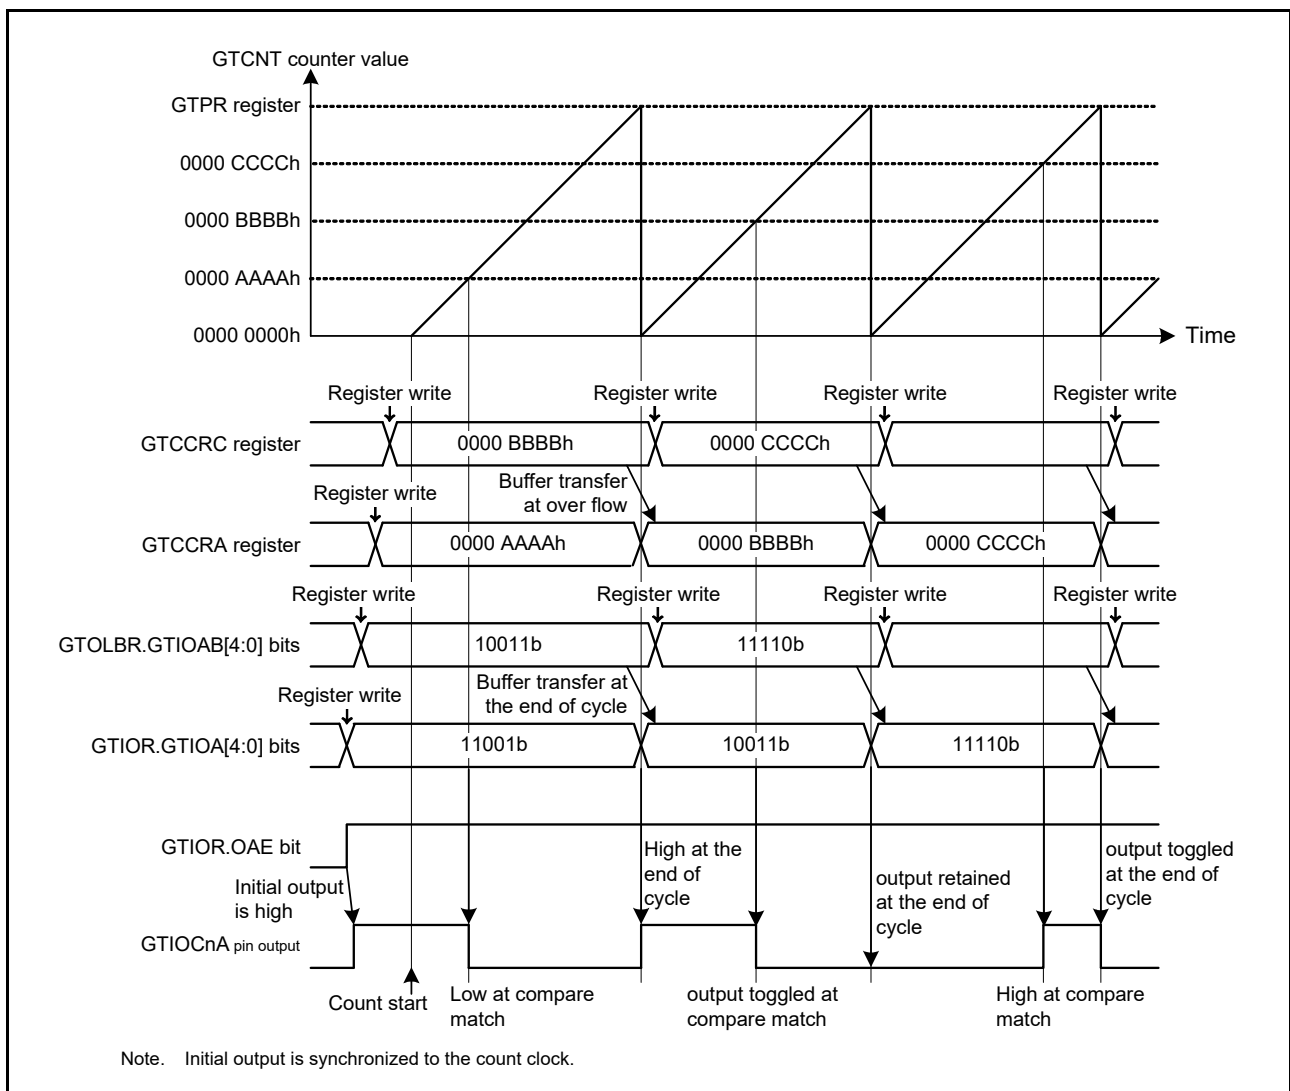 GTCNT counter value
GTPR register
0000 CCCCh
0000 BBBBh
0000 AAAAh
0000 0000h
Time
Register write
Register write
Register write
Register write
GTCCRC register
0000 BBBBh
0000 CCCCh
Buffer transfer
at over flow
Register write
GTCCRA register
0000 AAAAh
0000 BBBBh
0000 CCCCh
Register write
Register write
Register write
Register write
GTOLBR.GTIOAB[4:0] bits
10011b
11110b
Buffer transfer at
the end of cycle
Register write
GTIOR.GTIOA[4:0] bits
11001b
10011b
11110b
GTIOR.OAE bit
Initial output
is high
High at the
end of
cycle
output retained
at the end of
cycle
output toggled
at the end of
cycle
GTIOCnA pin output
Count start
Low at compare
match
output toggled at
compare match
High at compare
match
Note. Initial output is synchronized to the count clock.